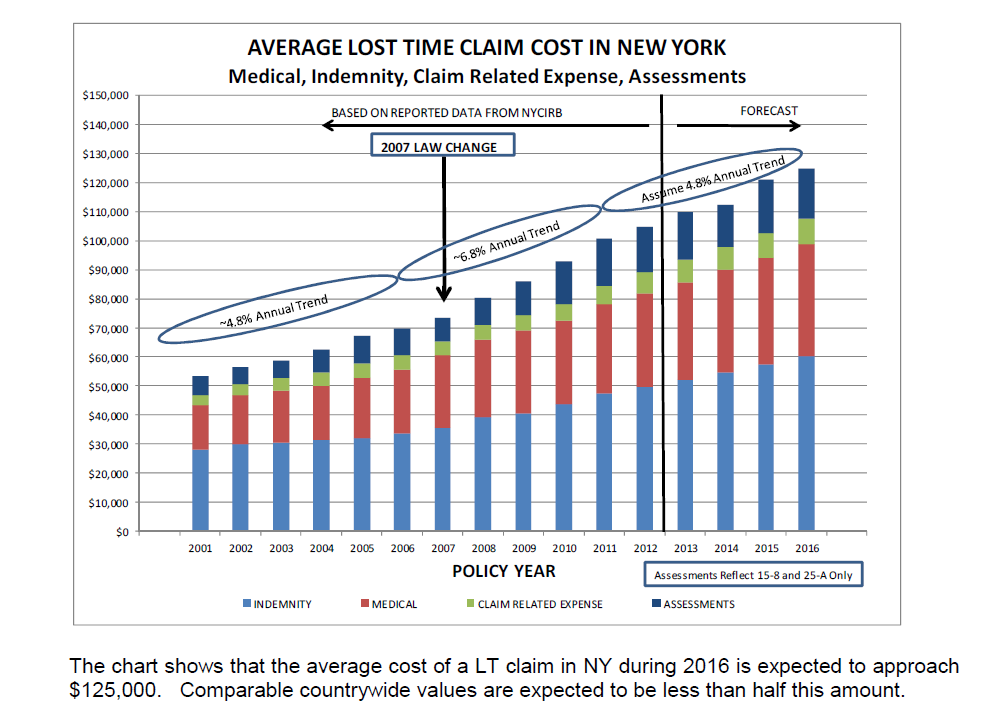 AVERAGE LOST TIME CLAIM COST IN NEW YORK
Medical, Indemnity, Claim Related Expense, Assessments
$150,000
$140,000
$130,000
$120,000
$110,000
$100,000
$90,000
$80,000
$70,000
$60,000
$50,000
$40,000
$30,000
$20,000
$10,000
$0
BASED ON REPORTED DATA FROM NYCIRB
FORECAST
2007 LAW CHANGE
~4.8% Annual Trend
~6.8% Annual Trend
Assume 4.8% Annual Trend
2001 2002 2003 2004 2005 2006 2007 2008 2009 2010 2011 2012 2013 2014 2015 2016
POLICY YEAR
Assessments Reflect 15-8 and 25-A Only
INDEMNITY MEDICAL CLAIM RELATED EXPENSE ASSESSMENTS
The chart shows that the average cost of a LT claim in NY during 2016 is expected to approach
$125,000. Comparable countrywide values are expected to be less than half this amount.